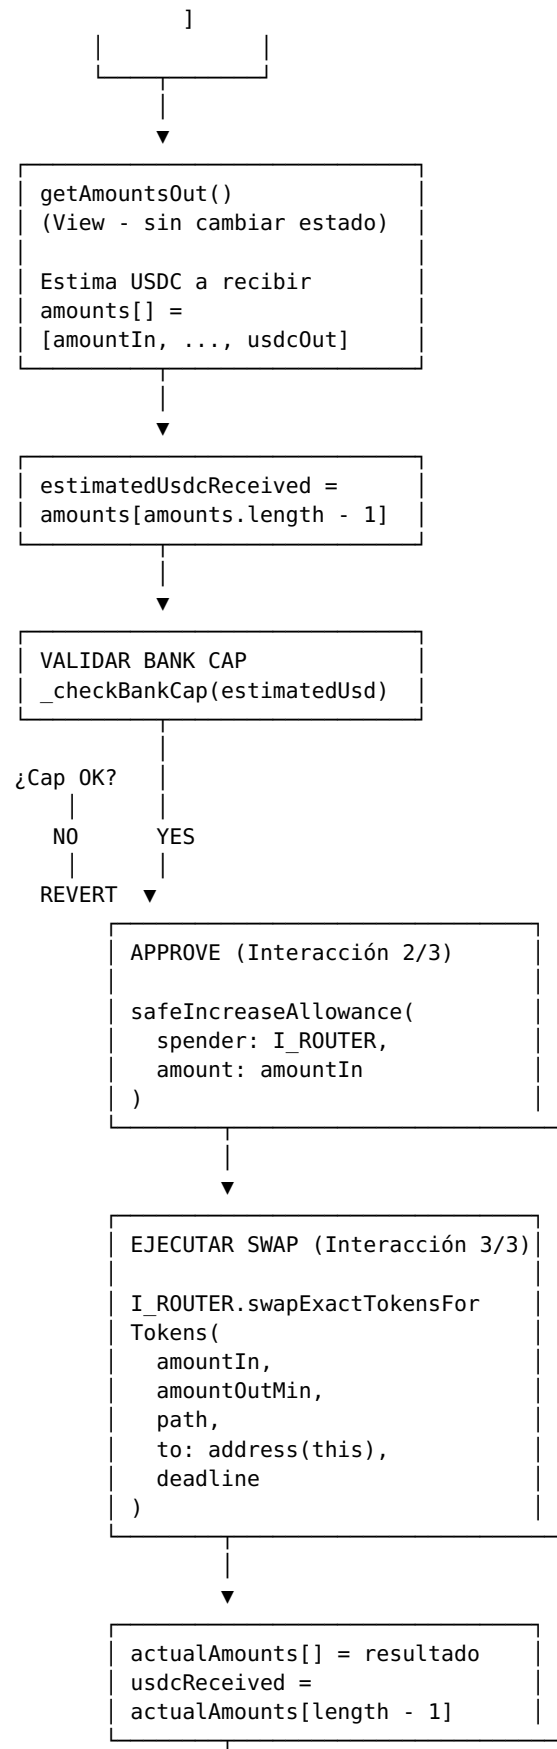 ]
getAmountsOut()
(View - sin cambiar estado)
Estima USDC a recibir
amounts[] =
[amountIn, ..., usdcOut]
estimatedUsdcReceived =
amounts[amounts.length - 1]
VALIDAR BANK CAP
_checkBankCap(estimatedUsd)
¿Cap OK?
NO YES
REVERT
APPROVE (Interacción 2/3)
safeIncreaseAllowance(
spender: I_ROUTER,
amount: amountIn
)
EJECUTAR SWAP (Interacción 3/3)
I_ROUTER.swapExactTokensFor
Tokens(
amountIn,
amountOutMin,
path,
to: address(this),
deadline
)
actualAmounts[] = resultado
usdcReceived =
actualAmounts[length - 1]